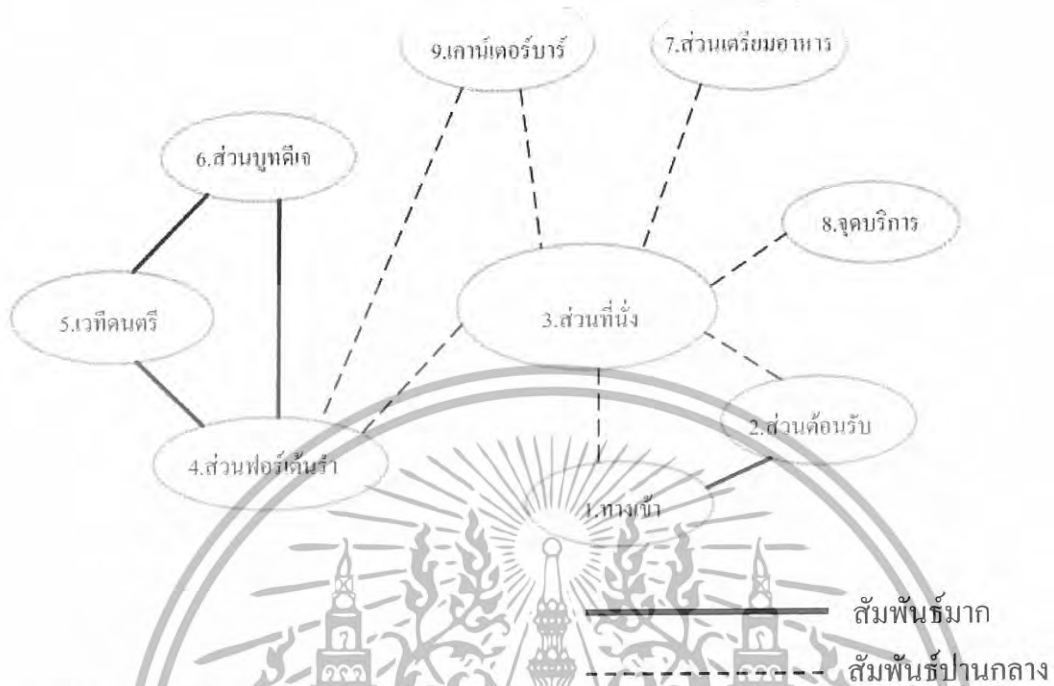 9.เคาน์เตอร์บาร์
7.ส่วนเตรียมอาหาร
6.ส่วนบูทดีเจ
8.จุดบริการ
5.เวทีดนตรี
3.ส่วนที่นั่ง
2.ส่วนต้อนรับ
4.ส่วนฟอร์เต้นรำ
1.ทางเข้า
สัมพันธ์มาก
สัมพันธ์ปานกลาง